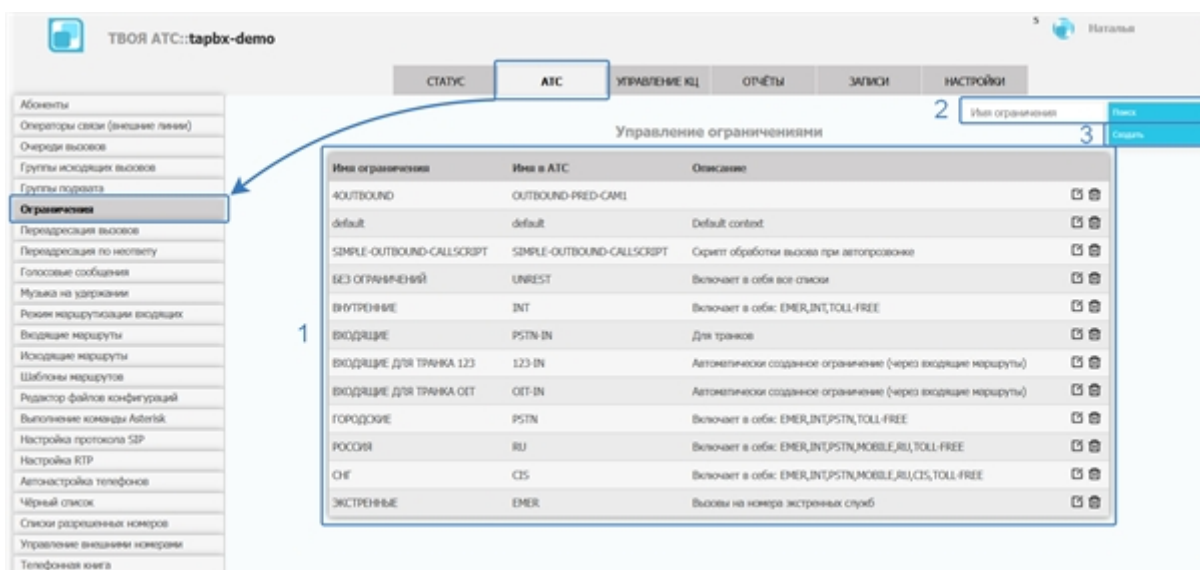 ТВОЯ АТС::tapbx-demo
5
Наталья
СТАТУС АТС УПРАВЛЕНИЕ КЦ ОТЧЁТЫ ЗАПИСИ НАСТРОЙКИ
Абоненты
Операторы связи (внешние линии)
Очереди вызовов
Группы исходящих вызовов
Группы подхвата
Ограничения
Переадресация вызовов
Переадресация по неответу
Голосовые сообщения
Музыка на удержании
Режим маршрутизации входящих
Входящие маршруты
Исходящие маршруты
Шаблоны маршрутов
Редактор файлов конфигураций
Выполнение команды Asterisk
Настройка протокола SIP
Настройка RTP
Автонастройка телефонов
Чёрный список
Списки разрешенных номеров
Управление внешними номерами
Телефонная книга
2 Имя ограничения Поиск
3 Создать
Управление ограничениями
1
Имя ограничения Имя в АТС Описание
4OUTBOUND OUTBOUND-PRED-CAM1
default default Default context
SIMPLE-OUTBOUND-CALLSCRIPT SIMPLE-OUTBOUND-CALLSCRIPT Скрипт обработки вызова при автопрозвонке
БЕЗ ОГРАНИЧЕНИЙ UNREST Включает в себя все списки
ВНУТРЕННИЕ INT Включает в себя: EMER,INT,TOLL-FREE
ВХОДЯЩИЕ PSTN-IN Для транков
ВХОДЯЩИЕ ДЛЯ ТРАНКА 123 123-IN Автоматически созданное ограничение (через входящие маршруты)
ВХОДЯЩИЕ ДЛЯ ТРАНКА OIT OIT-IN Автоматически созданное ограничение (через входящие маршруты)
ГОРОДСКИЕ PSTN Включает в себя: EMER,INT,PSTN,TOLL-FREE
РОССИЯ RU Включает в себя: EMER,INT,PSTN,MOBILE,RU,TOLL-FREE
СНГ CIS Включает в себя: EMER,INT,PSTN,MOBILE,RU,CIS,TOLL-FREE
ЭКСТРЕННЫЕ EMER Вызовы на номера экстренных служб